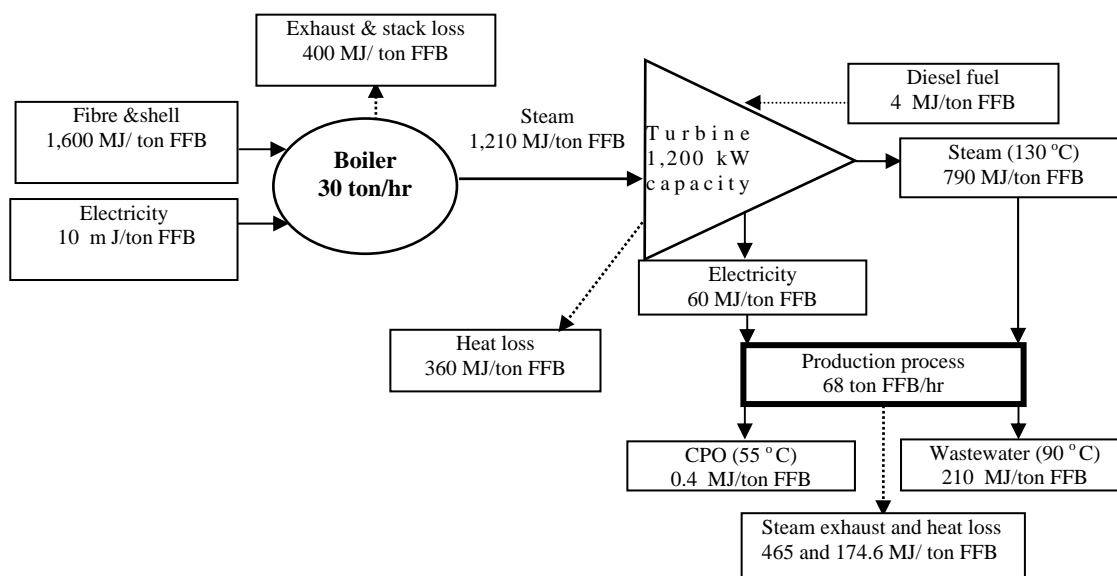 Exhaust & stack loss
400 MJ/ ton FFB
Diesel fuel
4 MJ/ton FFB
Fibre &shell
1,600 MJ/ ton FFB
Steam
1,210 MJ/ton FFB
Turbine
1,200 kW
capacity
Boiler
30 ton/hr
Steam (130 °C)
790 MJ/ton FFB
Electricity
10 m J/ton FFB
Electricity
60 MJ/ton FFB
Heat loss
360 MJ/ton FFB
Production process
68 ton FFB/hr
CPO (55 °C)
0.4 MJ/ton FFB
Wastewater (90 °C)
210 MJ/ton FFB
Steam exhaust and heat loss
465 and 174.6 MJ/ ton FFB